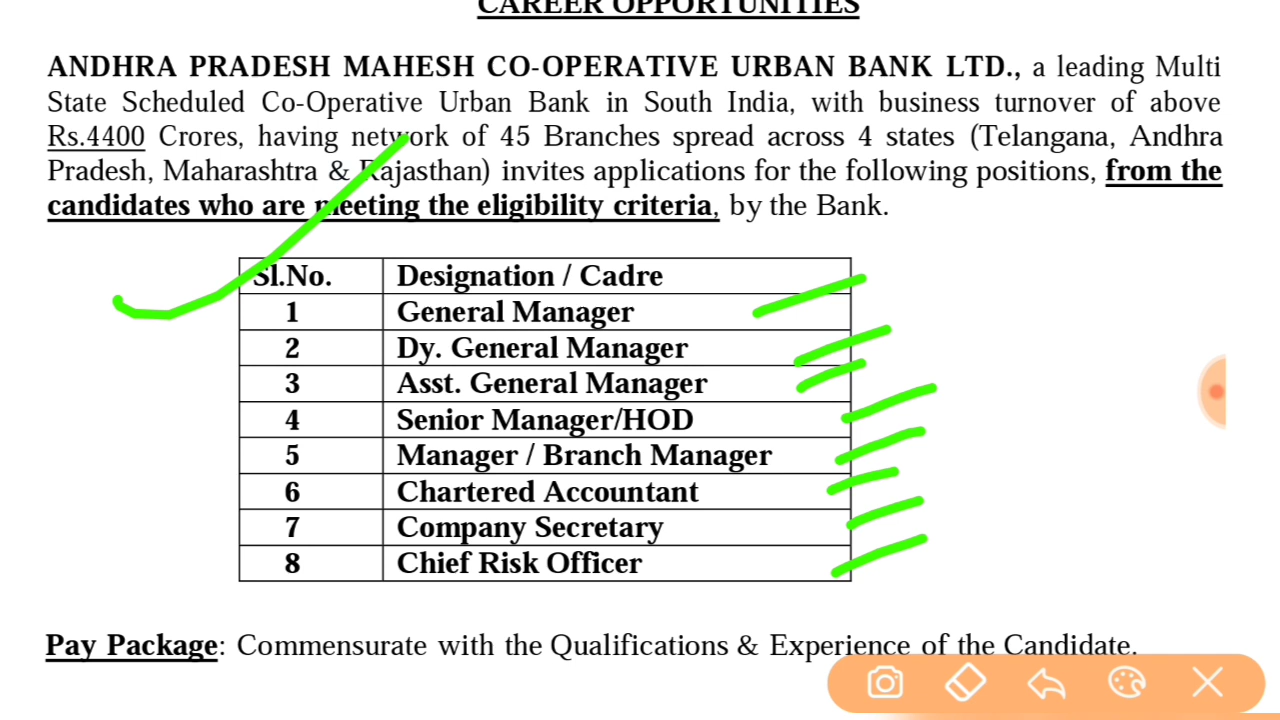 CAREER OPPORTUNITIES
ANDHRA PRADESH MAHESH CO-OPERATIVE URBAN BANK LTD., a leading Multi
State Scheduled Co-Operative Urban Bank in South India, with business turnover of above
Rs.4400 Crores, having network of 45 Branches spread across 4 states (Telangana, Andhra
Pradesh, Maharashtra & Rajasthan) invites applications for the following positions, from the
candidates who are meeting the eligibility criteria, by the Bank.
Sl.No. Designation / Cadre
1 General Manager
2 Dy. General Manager
3 Asst. General Manager
4 Senior Manager/HOD
5 Manager / Branch Manager
6 Chartered Accountant
7 Company Secretary
8 Chief Risk Officer
Pay Package: Commensurate with the Qualifications & Experience of the Candidate.